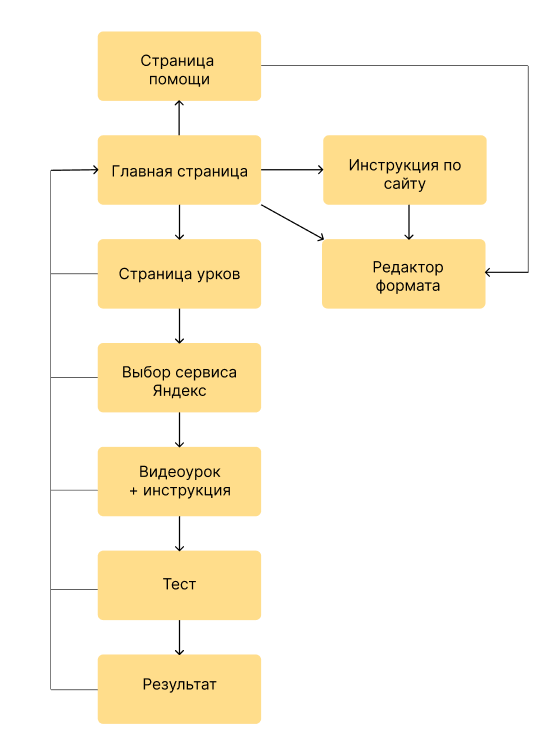 Страница
помощи
Главная страница
Инструкция по
сайту
Страница урков
Редактор
формата
Выбор сервиса
Яндекс
Видеоурок
+ инструкция
Тест
Результат